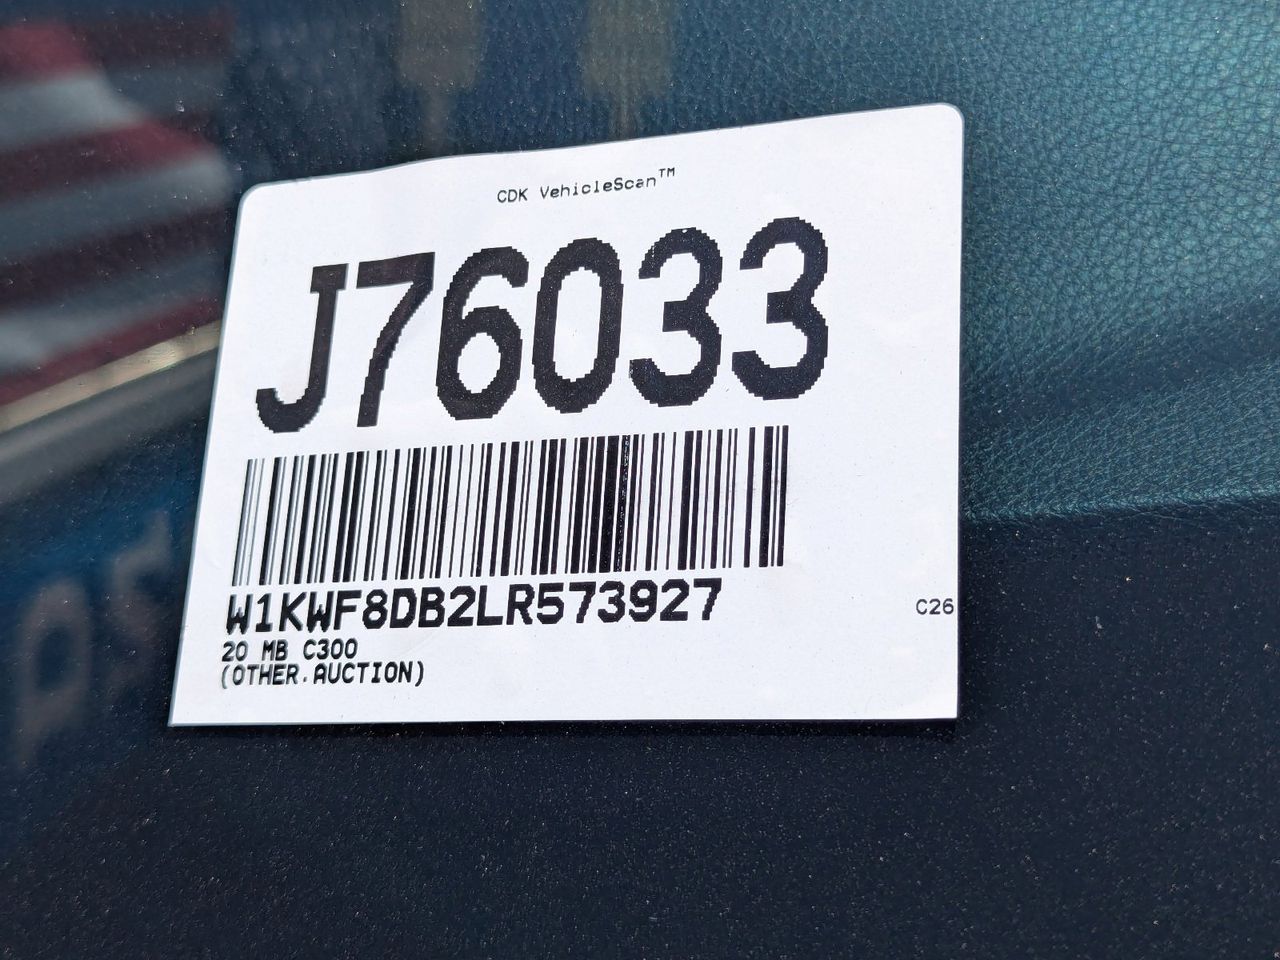 CDK VehicleScan™
J76033
W1KWF8DB2LR573927
20 MB C300
(OTHER.AUCTION)
C26